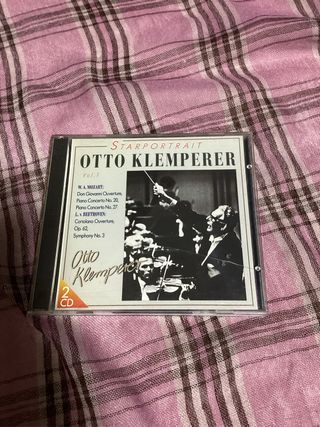 STARPORTRAIT
OTTO KLEMPERER
Vol. 1
W. A. MOZART:
Don Giovanni Ouverture,
Piano Concerto No. 20,
Piano Concerto No. 27
L. v. BEETHOVEN:
Coriolano Ouverture,
Op. 62,
Symphony No. 3
Otto
Klemperer
2
CD